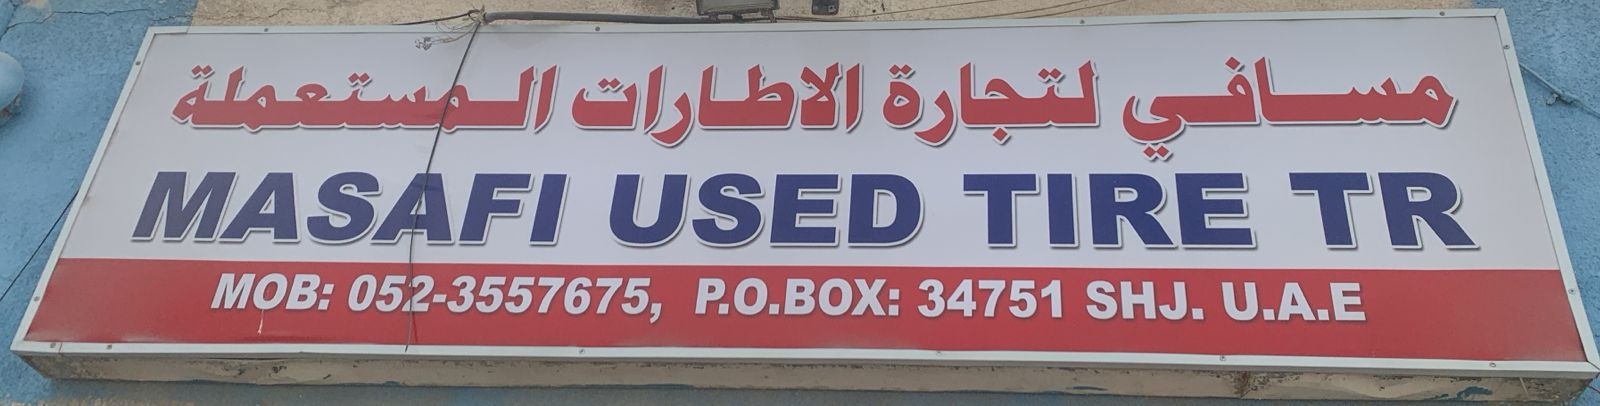 مسافي لتجارة الاطارات المستعملة
MASAFI USED TIRE TR
MOB: 052-3557675, P.O.BOX: 34751 SHJ. U.A.E